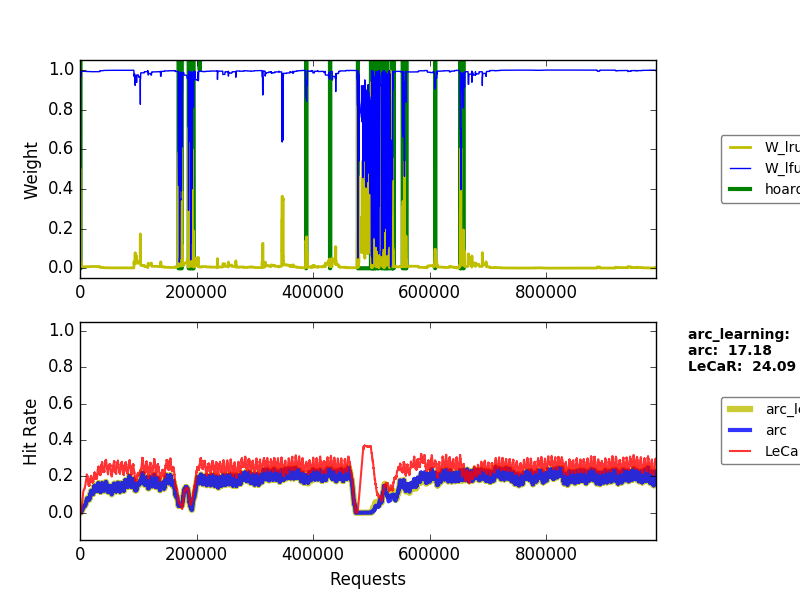 1.0
0.8
0.6
0.4
0.2
0.0
Weight
0 200000 400000 600000 800000
W_lru
W_lfu
hoard
1.0
0.8
0.6
0.4
0.2
0.0
Hit Rate
0 200000 400000 600000 800000
Requests
arc_learning:
arc: 17.18
LeCaR: 24.09
arc_le
arc
LeCa